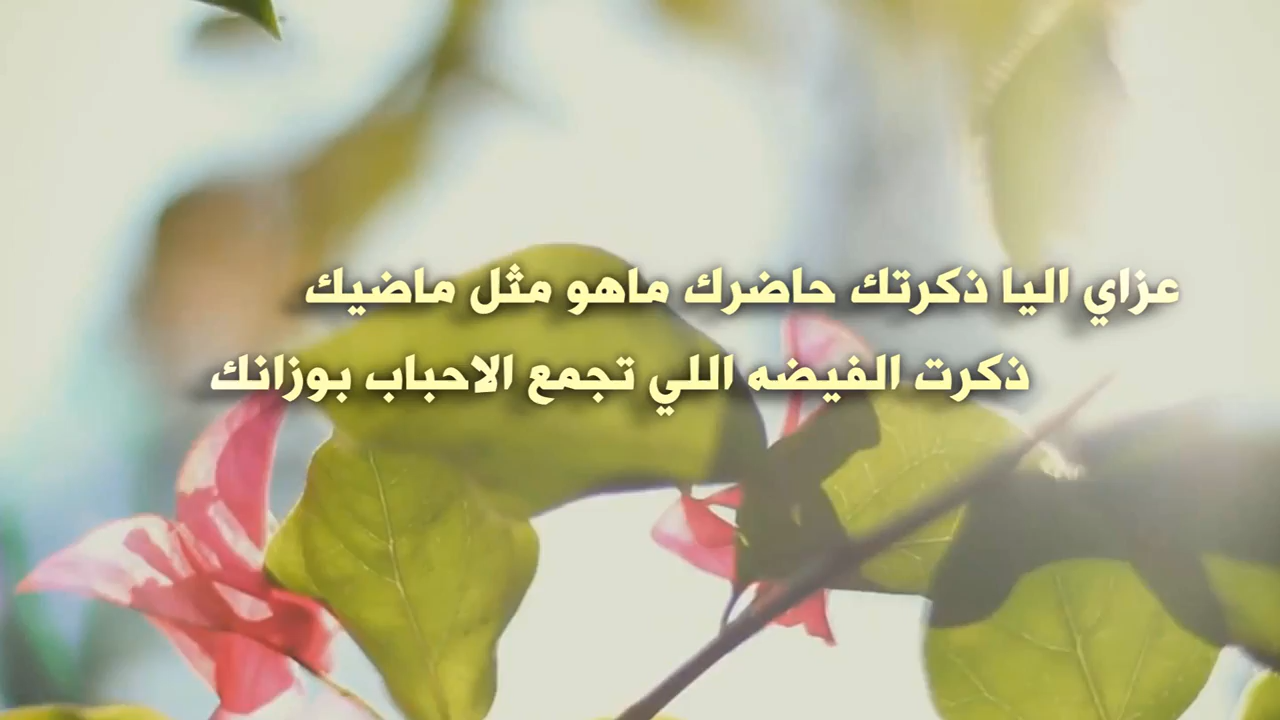 عزاي اليا ذكرتك حاضرك ماهو مثل ماضيك
ذكرت الفيضه اللي تجمع الاحباب بوزانك